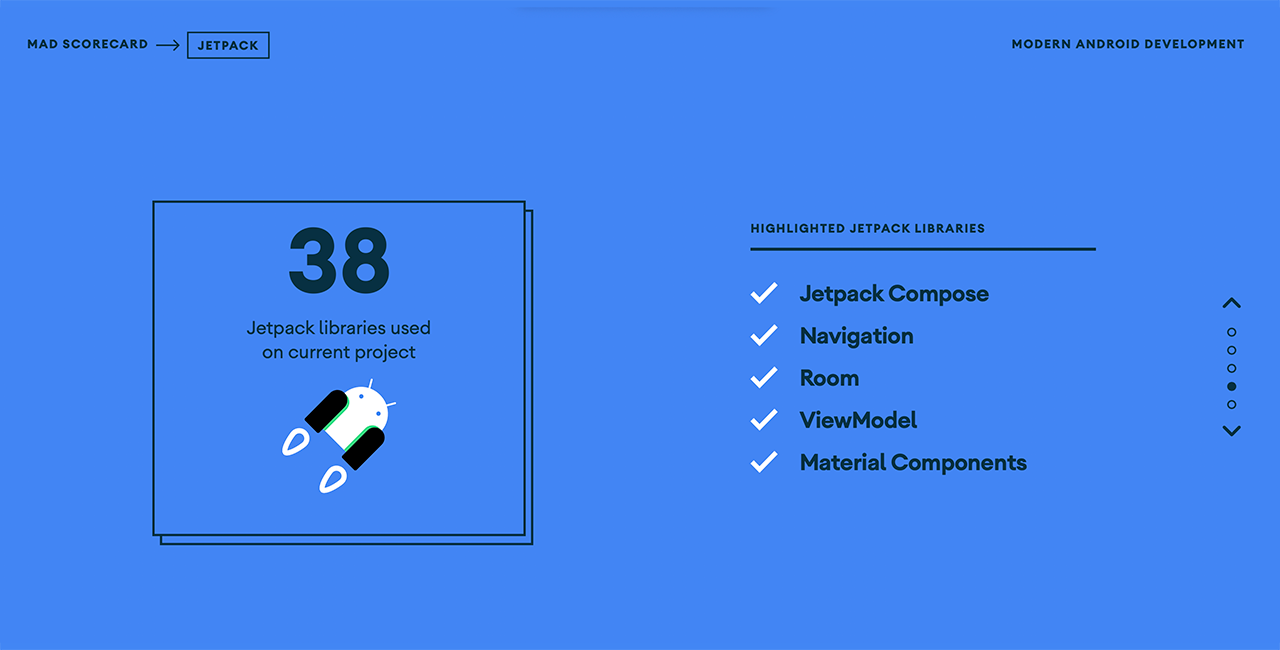 MAD SCORECARD
JETPACK
MODERN ANDROID DEVELOPMENT
38
Jetpack libraries used
on current project
HIGHLIGHTED JETPACK LIBRARIES
Jetpack Compose
Navigation
Room
ViewModel
Material Components